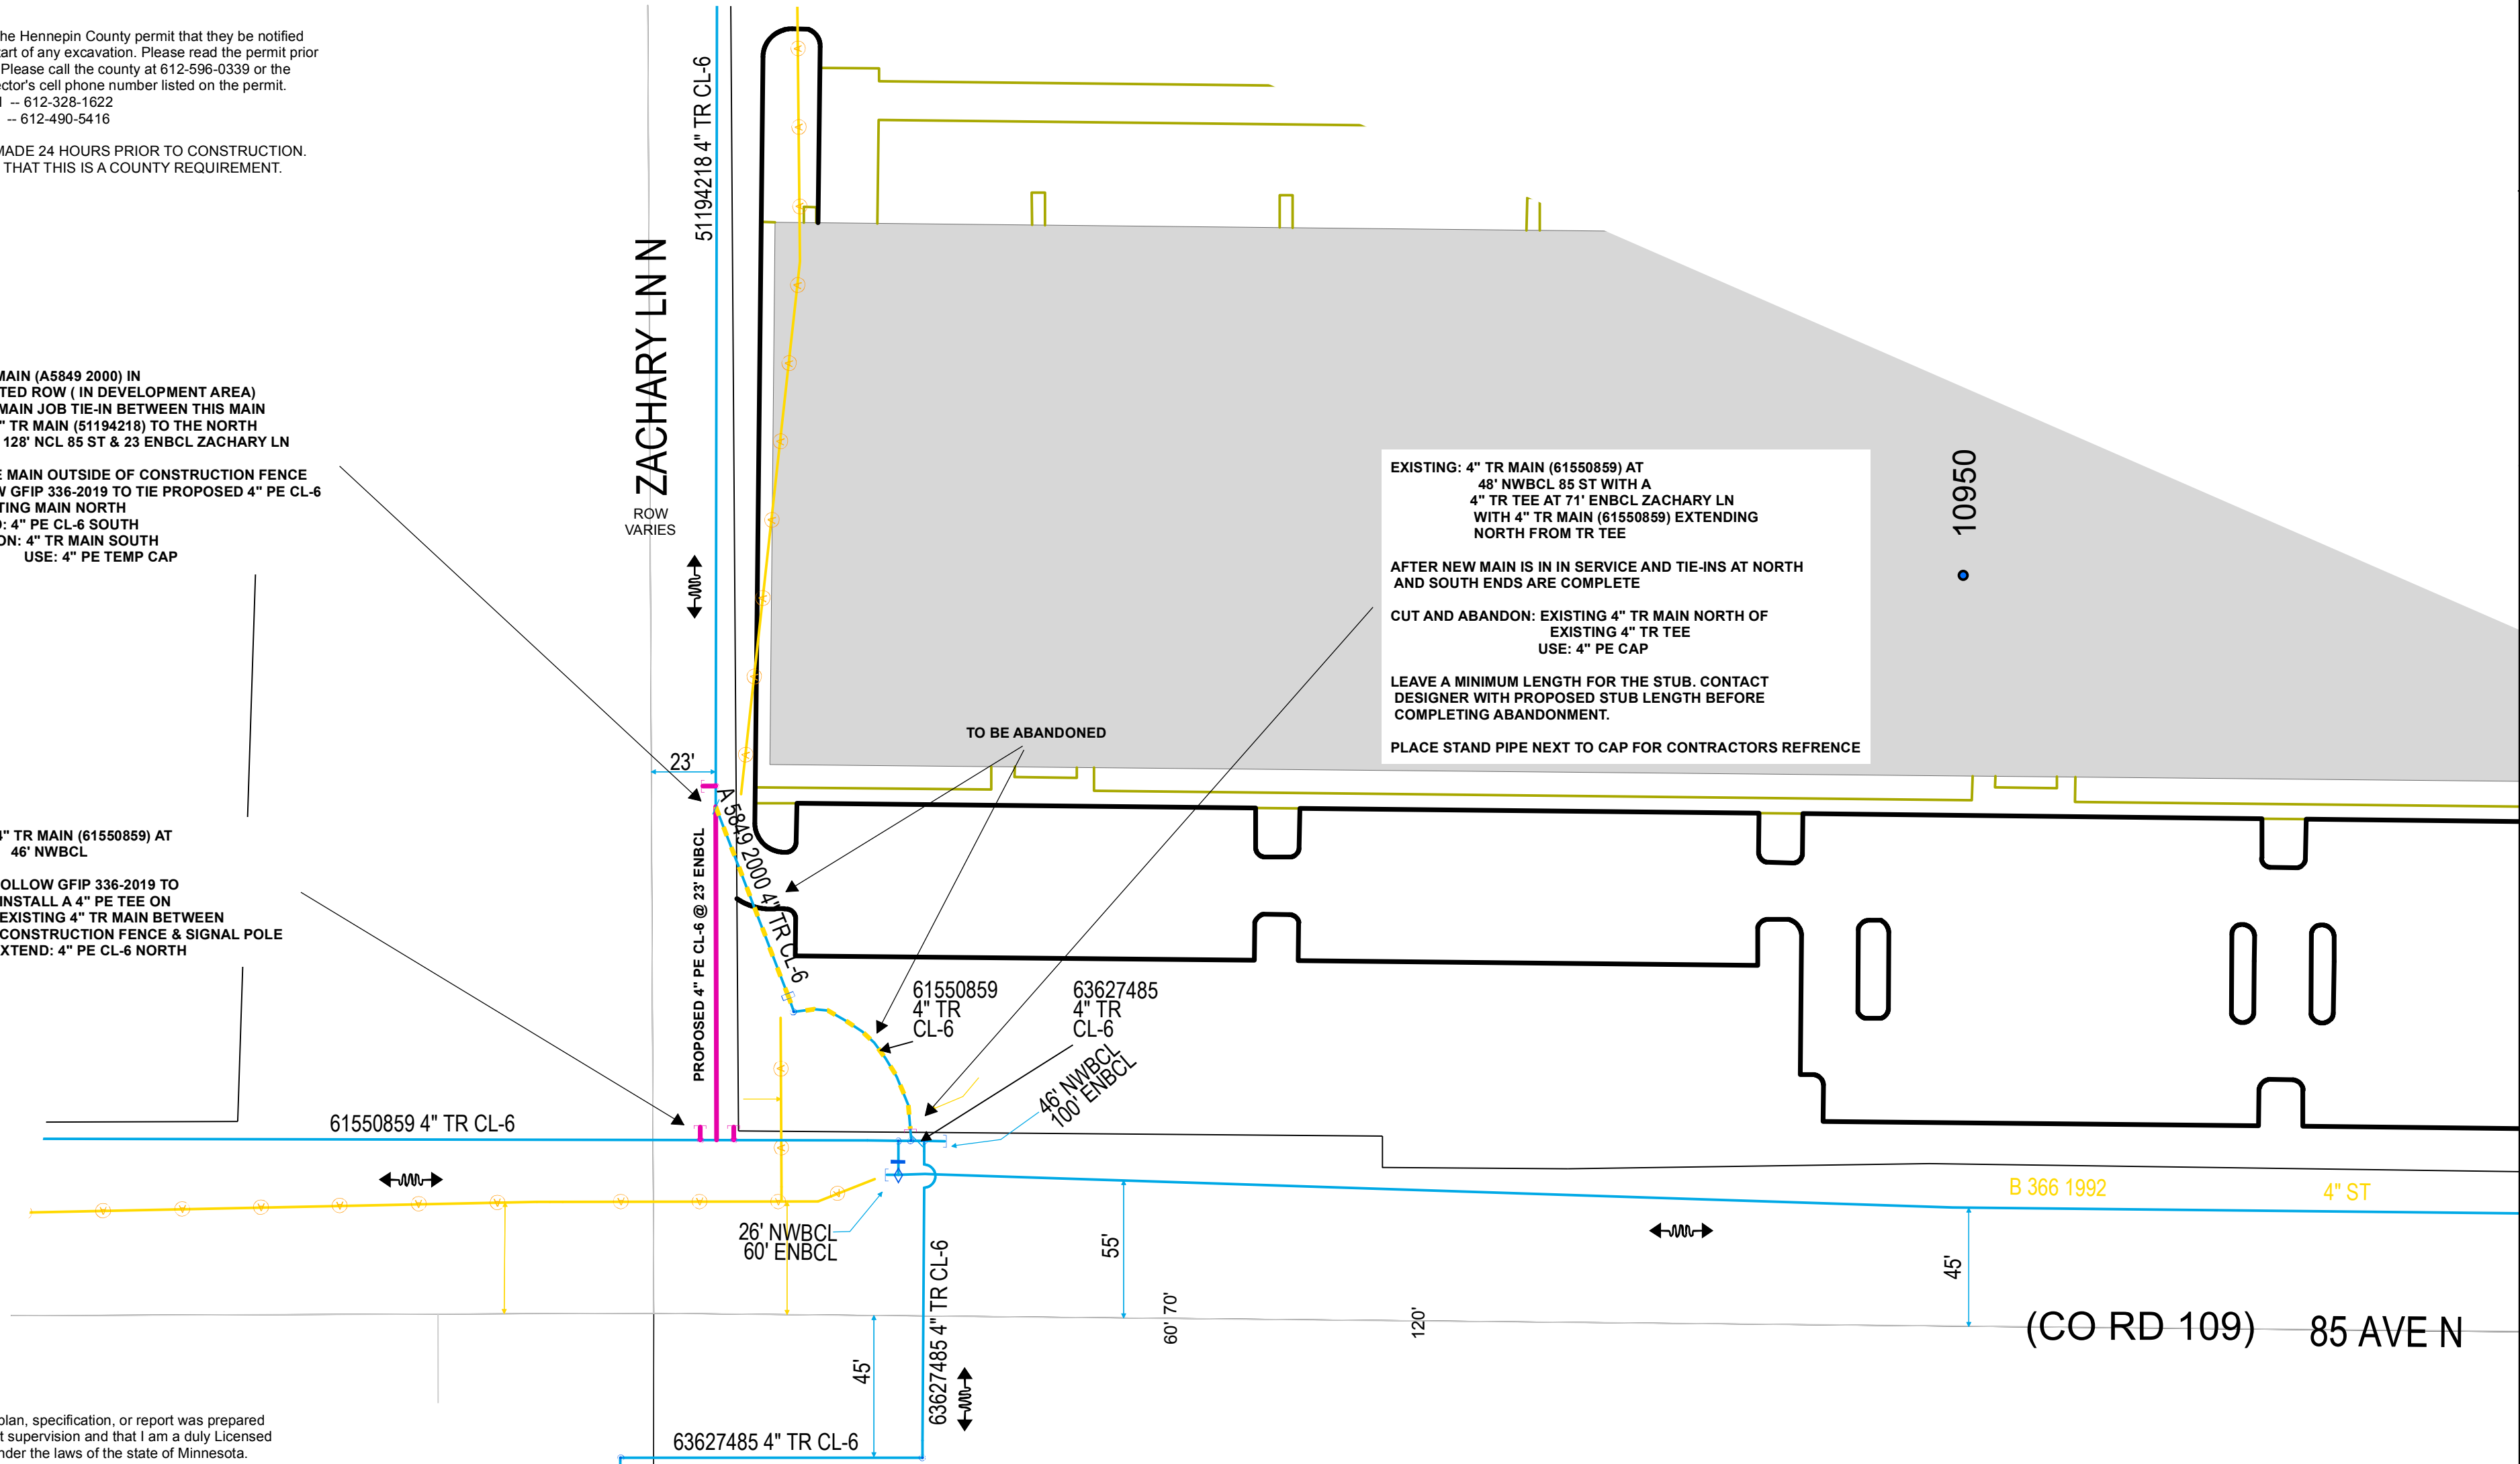 he Hennepin County permit that they be notified
tart of any excavation. Please read the permit prior
Please call the county at 612-596-0339 or the
ector's cell phone number listed on the permit.
-- 612-328-1622
-- 612-490-5416
MADE 24 HOURS PRIOR TO CONSTRUCTION.
THAT THIS IS A COUNTY REQUIREMENT.
MAIN (A5849 2000) IN
TED ROW ( IN DEVELOPMENT AREA)
MAIN JOB TIE-IN BETWEEN THIS MAIN
" TR MAIN (51194218) TO THE NORTH
128' NCL 85 ST & 23 ENBCL ZACHARY LN
E MAIN OUTSIDE OF CONSTRUCTION FENCE
W GFIP 336-2019 TO TIE PROPOSED 4" PE CL-6
TING MAIN NORTH
: 4" PE CL-6 SOUTH
ON: 4" TR MAIN SOUTH
USE: 4" PE TEMP CAP
4" TR MAIN (61550859) AT
46' NWBCL
OLLOW GFIP 336-2019 TO
INSTALL A 4" PE TEE ON
EXISTING 4" TR MAIN BETWEEN
CONSTRUCTION FENCE & SIGNAL POLE
XTEND: 4" PE CL-6 NORTH
51194218 4" TR CL-6
ZACHARY LN N
ROW
VARIES
23'
A 5849 2000 4" TR CL-6
PROPOSED 4" PE CL-6 @ 23' ENBCL
TO BE ABANDONED
EXISTING: 4" TR MAIN (61550859) AT
48' NWBCL 85 ST WITH A
4" TR TEE AT 71' ENBCL ZACHARY LN
WITH 4" TR MAIN (61550859) EXTENDING
NORTH FROM TR TEE
AFTER NEW MAIN IS IN IN SERVICE AND TIE-INS AT NORTH
AND SOUTH ENDS ARE COMPLETE
CUT AND ABANDON: EXISTING 4" TR MAIN NORTH OF
EXISTING 4" TR TEE
USE: 4" PE CAP
LEAVE A MINIMUM LENGTH FOR THE STUB. CONTACT
DESIGNER WITH PROPOSED STUB LENGTH BEFORE
COMPLETING ABANDONMENT.
PLACE STAND PIPE NEXT TO CAP FOR CONTRACTORS REFRENCE
10950
61550859
4" TR
CL-6
63627485
4" TR
CL-6
46' NWBCL
100' ENBCL
61550859 4" TR CL-6
26' NWBCL
60' ENBCL
63627485 4" TR CL-6
55'
45'
B 366 1992
4" ST
60' 70'
120'
(CO RD 109)
85 AVE N
45'
63627485 4" TR CL-6
plan, specification, or report was prepared
t supervision and that I am a duly Licensed
nder the laws of the state of Minnesota.